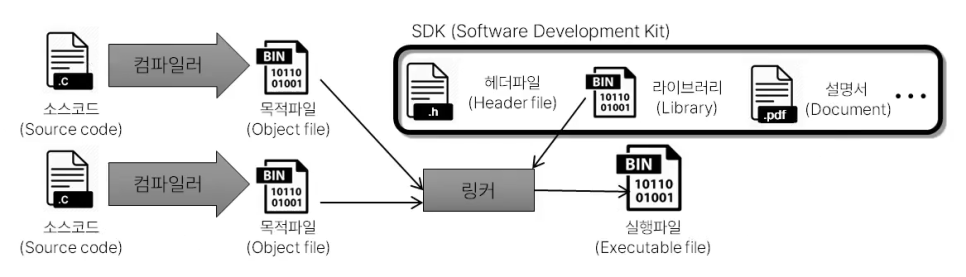 SDK (Software Development Kit)
.c
소스코드
(Source code)
컴파일러
BIN
10110
01001
목적파일
(Object file)
.h
헤더파일
(Header file)
BIN
10110
01001
라이브러리
(Library)
.pdf
설명서
(Document)
• • •
.c
소스코드
(Source code)
컴파일러
BIN
10110
01001
목적파일
(Object file)
링커
BIN
10110
01001
실행파일
(Executable file)